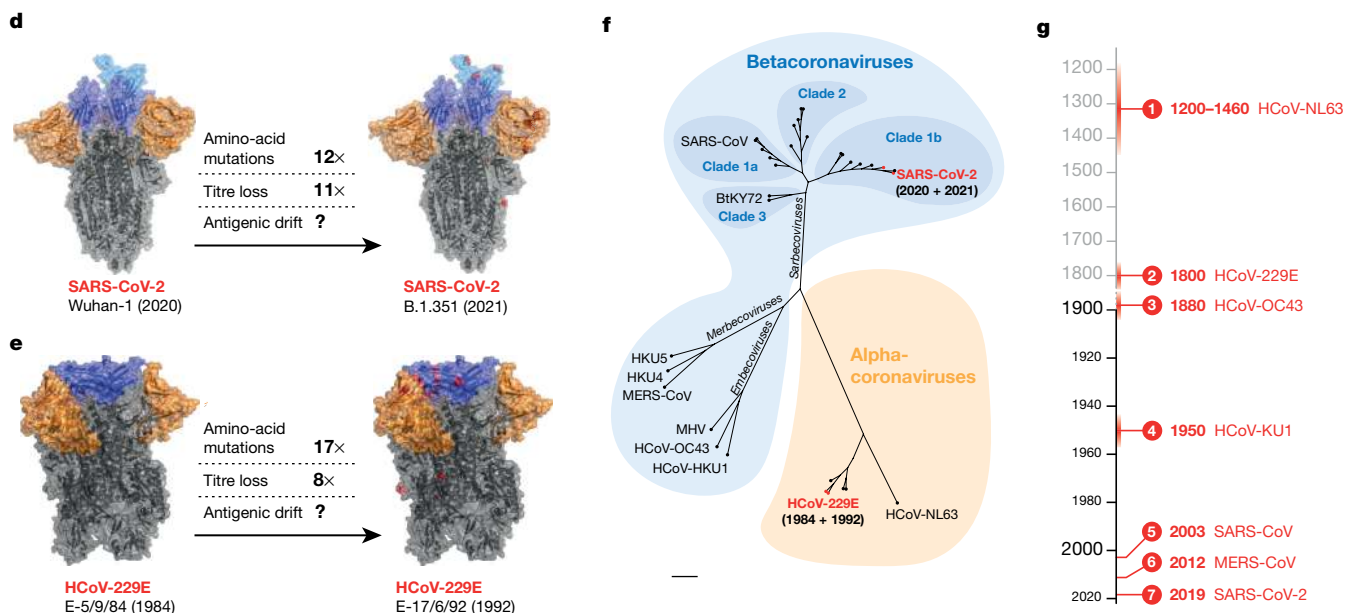 d
Amino-acid
mutations 12×
Titre loss 11×
Antigenic drift ?
SARS-CoV-2
Wuhan-1 (2020)
SARS-CoV-2
B.1.351 (2021)
e
Amino-acid
mutations 17×
Titre loss 8×
Antigenic drift ?
HCoV-229E
E-5/9/84 (1984)
HCoV-229E
E-17/6/92 (1992)
f
Betacoronaviruses
Clade 2
SARS-CoV
Clade 1b
Clade 1a
SARS-CoV-2
(2020 + 2021)
BtKY72
Clade 3
Sarbecoviruses
Merbecoviruses
Embecoviruses
HKU5
HKU4
MERS-CoV
MHV
HCoV-OC43
HCoV-HKU1
Alpha-
coronaviruses
HCoV-229E
(1984 + 1992)
HCoV-NL63
g
1200
1300
1 1200–1460 HCoV-NL63
1400
1500
1600
1700
1800
2 1800 HCoV-229E
1900
3 1880 HCoV-OC43
1920
1940
4 1950 HCoV-KU1
1960
1980
5 2003 SARS-CoV
2000
6 2012 MERS-CoV
7 2019 SARS-CoV-2
2020